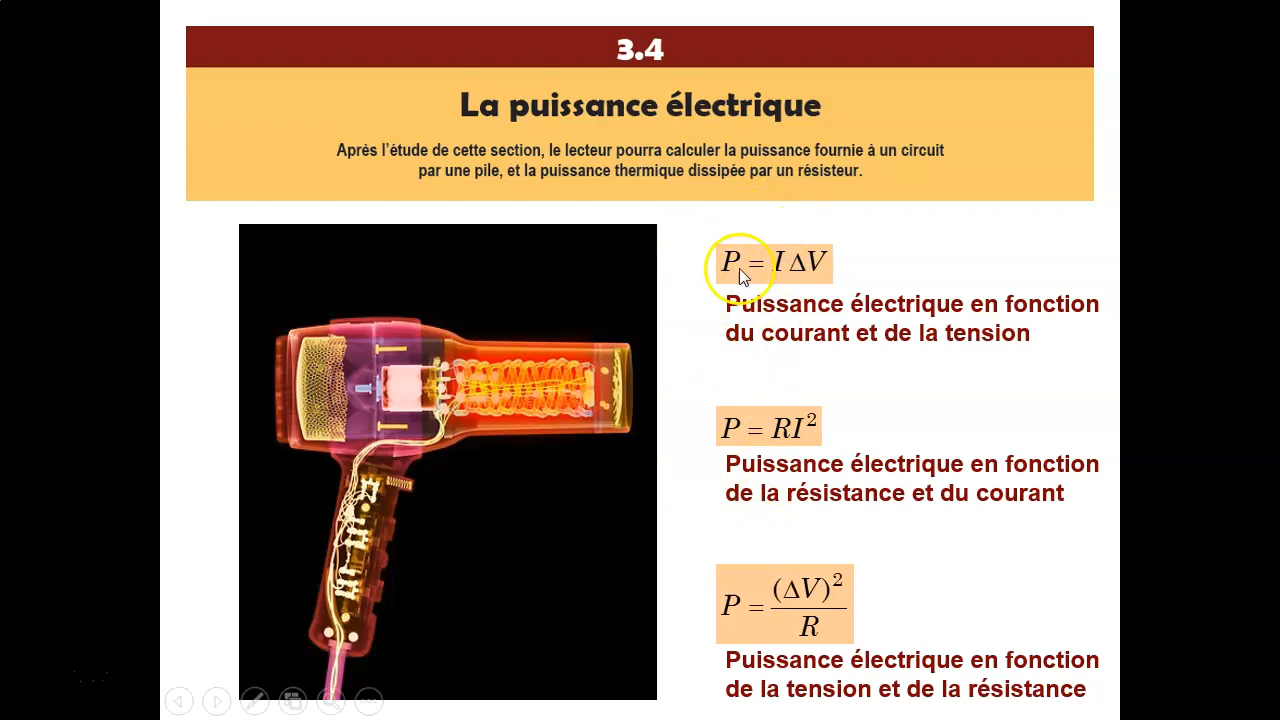 3.4
La puissance électrique
Après l’étude de cette section, le lecteur pourra calculer la puissance fournie à un circuit
par une pile, et la puissance thermique dissipée par un résisteur.
P = I ΔV
Puissance électrique en fonction
du courant et de la tension
P = RI²
Puissance électrique en fonction
de la résistance et du courant
P = (ΔV)² / R
Puissance électrique en fonction
de la tension et de la résistance